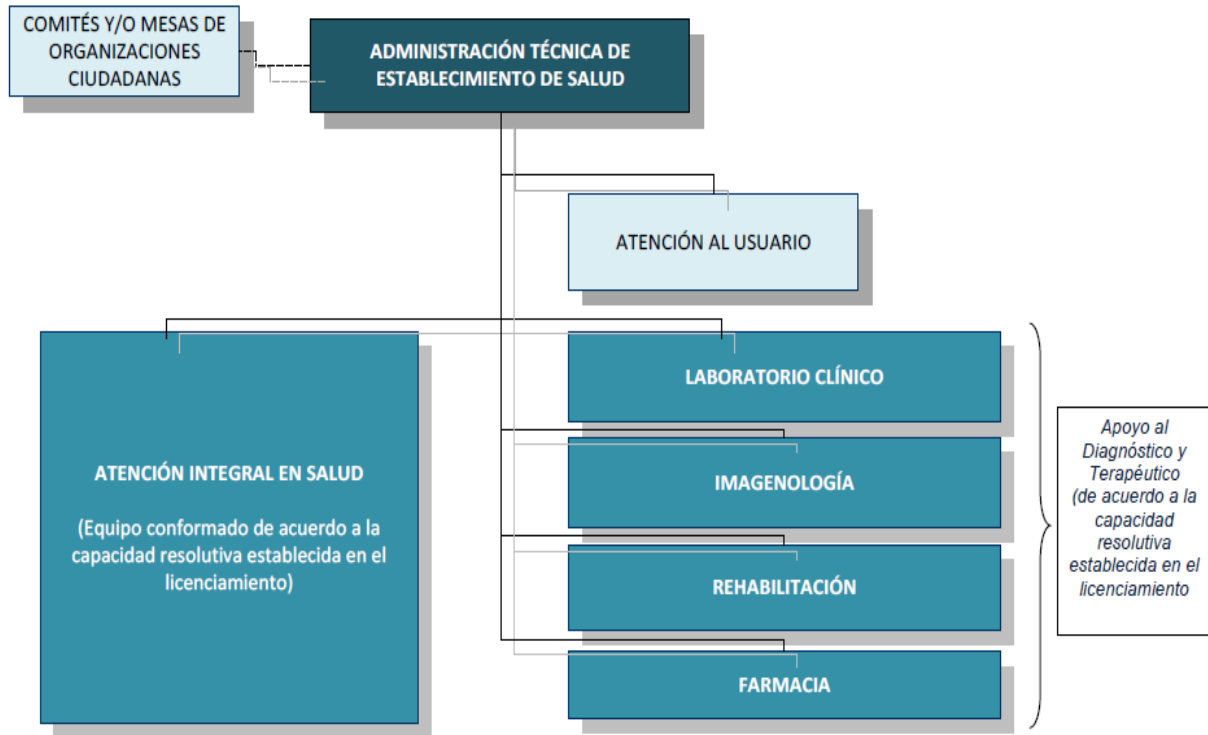 COMITÉS Y/O MESAS DE
ORGANIZACIONES
CIUDADANAS
ADMINISTRACIÓN TÉCNICA DE
ESTABLECIMIENTO DE SALUD
ATENCIÓN AL USUARIO
ATENCIÓN INTEGRAL EN SALUD
(Equipo conformado de acuerdo a la
capacidad resolutiva establecida en el
licenciamiento)
LABORATORIO CLÍNICO
IMAGENOLOGÍA
REHABILITACIÓN
FARMACIA
Apoyo al
Diagnóstico y
Terapéutico
(de acuerdo a la
capacidad
resolutiva
establecida en el
licenciamiento